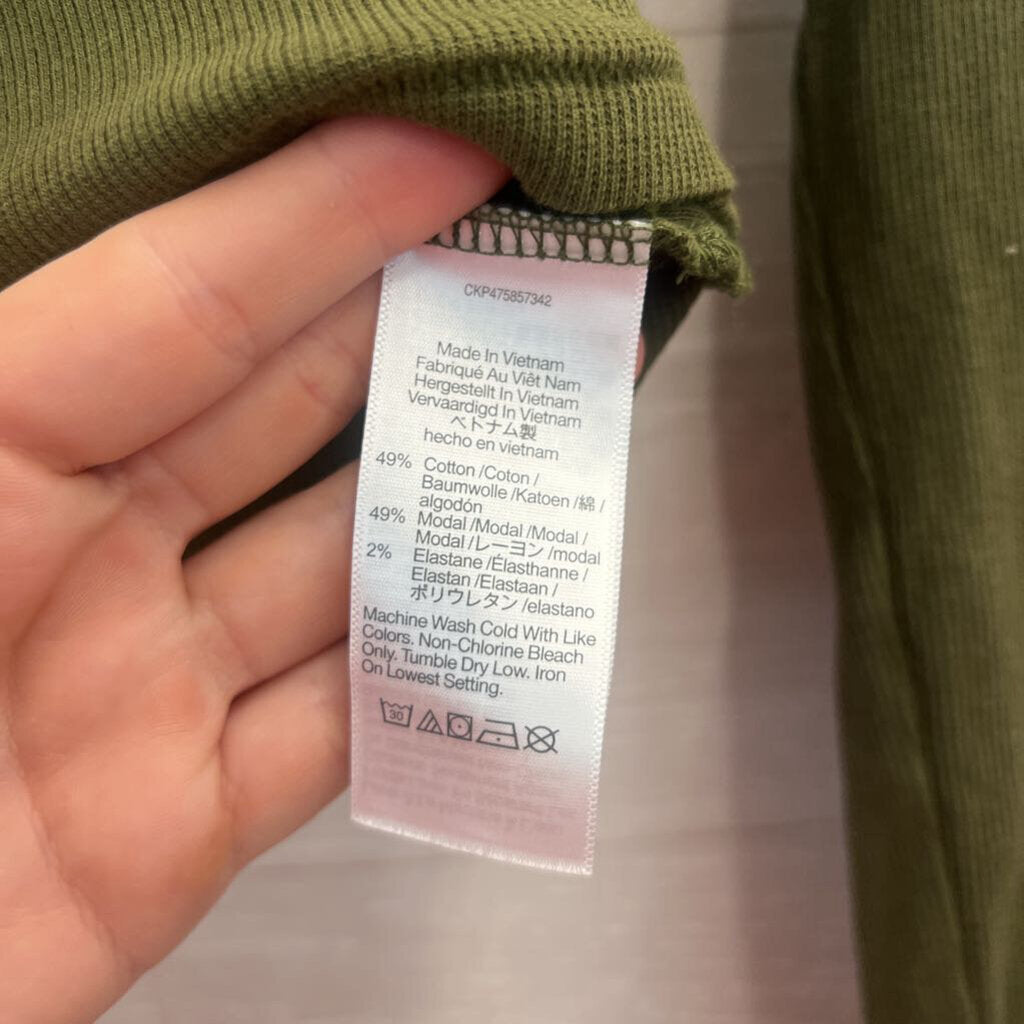 CKP475857342
Made In Vietnam
Fabriqué Au Viêt Nam
Hergestellt In Vietnam
Vervaardigd In Vietnam
ベトナム製
hecho en vietnam
49% Cotton /Coton /
Baumwolle /Katoen /綿 /
algodón
49% Modal /Modal /Modal /
Modal /レーヨン /modal
2% Elastane /Élasthanne /
Elastan /Elastaan /
ポリウレタン /elastano
Machine Wash Cold With Like
Colors. Non-Chlorine Bleach
Only. Tumble Dry Low. Iron
On Lowest Setting.
30